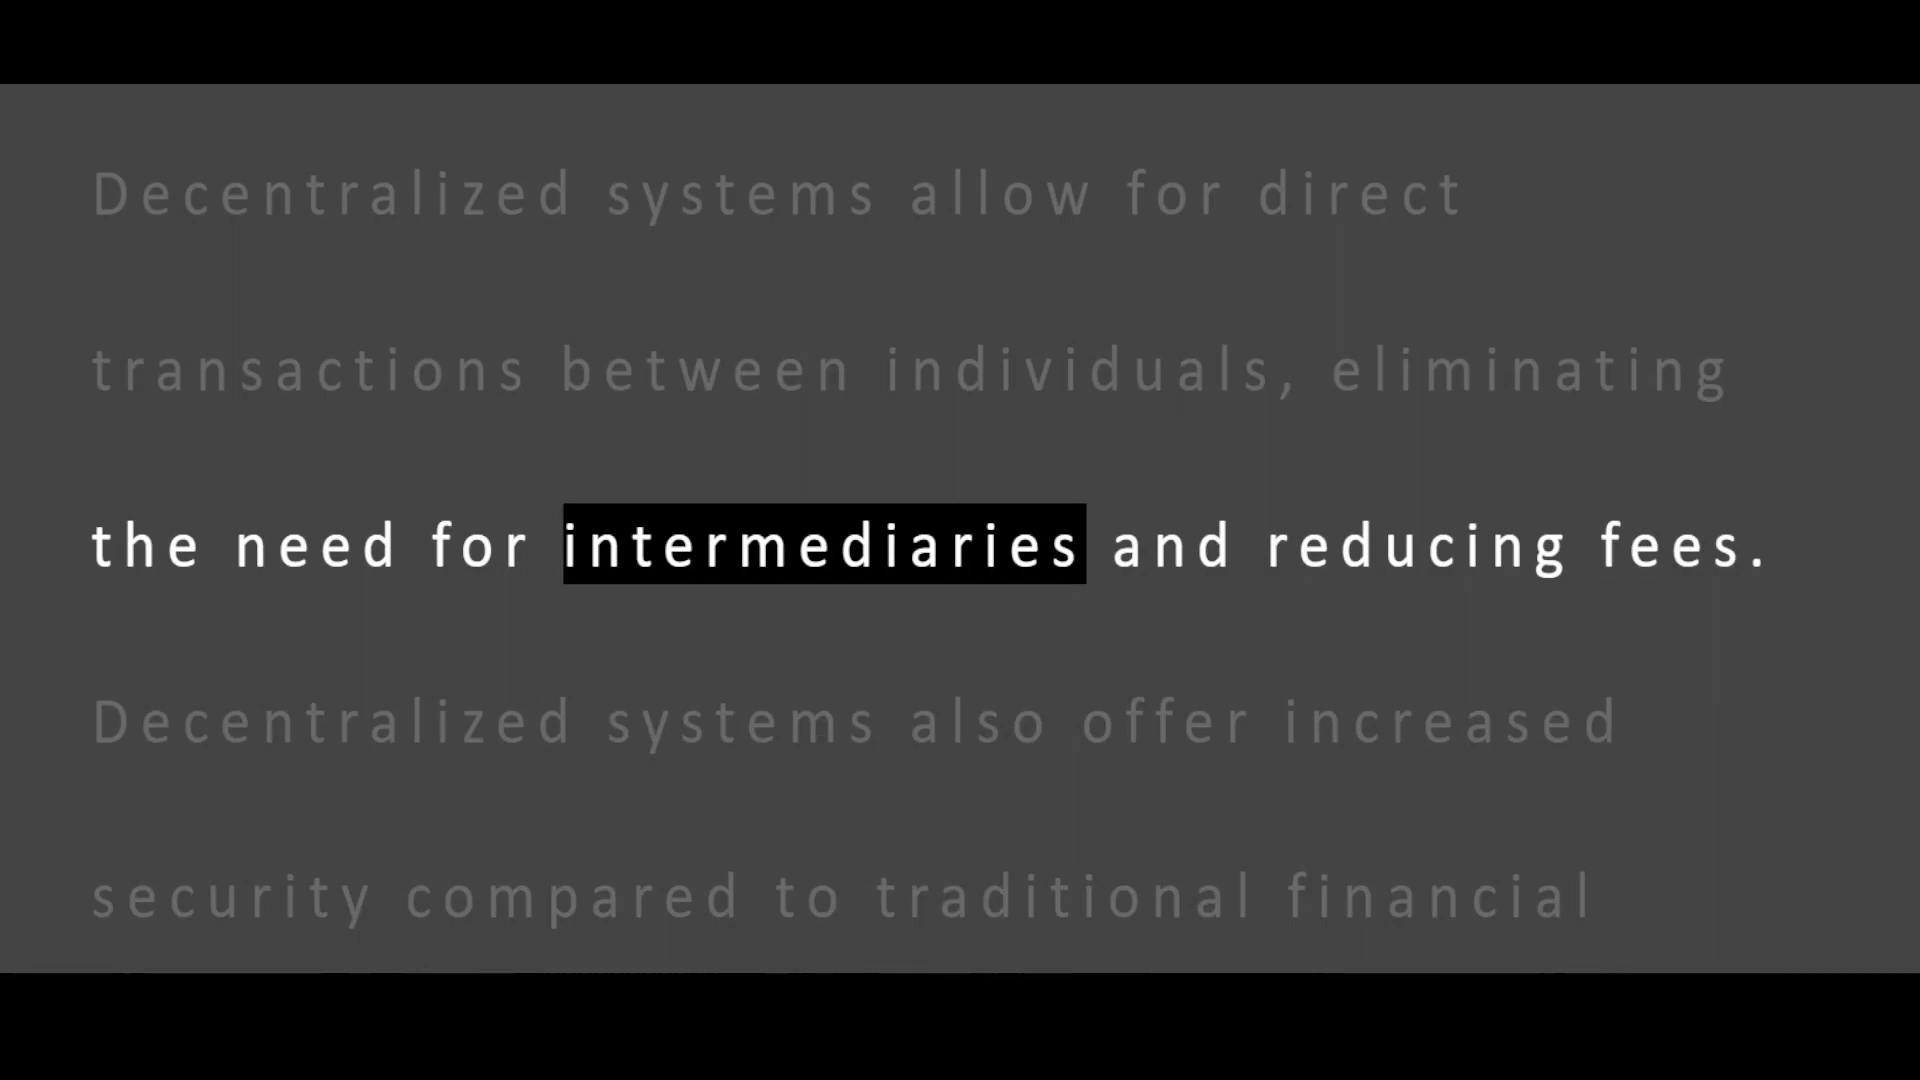 Decentralized systems allow for direct
transactions between individuals, eliminating
the need for intermediaries and reducing fees.
Decentralized systems also offer increased
security compared to traditional financial